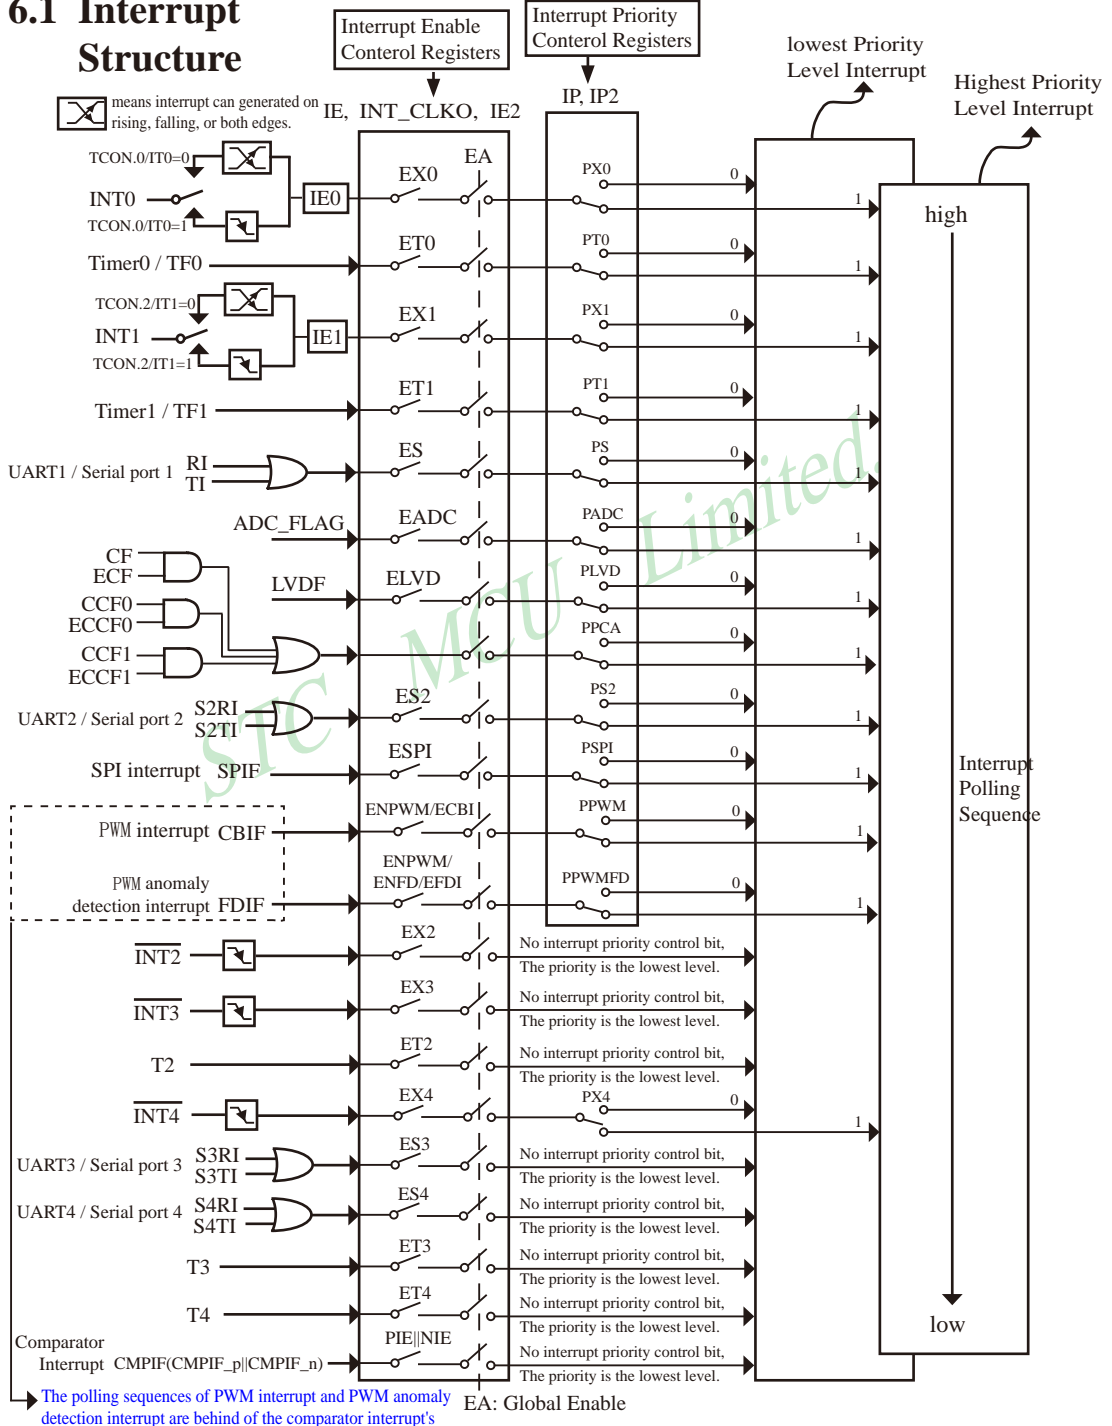 6.1 Interrupt
Structure
Interrupt Enable
Conterol Registers
Interrupt Priority
Conterol Registers
lowest Priority
Level Interrupt
Highest Priority
Level Interrupt
means interrupt can generated on
rising, falling, or both edges.
IE, INT_CLKO, IE2
IP, IP2
TCON.0/IT0=0
INT0
TCON.0/IT0=1
IE0
EX0
EA
PX0
0
1
high
Timer0 / TF0
ET0
PT0
0
1
TCON.2/IT1=0
INT1
TCON.2/IT1=1
IE1
EX1
PX1
0
1
Timer1 / TF1
ET1
PT1
0
1
UART1 / Serial port 1
RI
TI
ES
PS
0
1
ADC_FLAG
EADC
PADC
0
1
CF
ECF
LVDF
ELVD
PLVD
0
1
CCF0
ECCF0
CCF1
ECCF1
PPCA
0
1
UART2 / Serial port 2
S2RI
S2TI
ES2
PS2
0
1
SPI interrupt SPIF
ESPI
PSPI
0
1
Interrupt
Polling
Sequence
PWM interrupt CBIF
ENPWM/ECBI
PPWM
0
1
PWM anomaly
detection interrupt FDIF
ENPWM/
ENFD/EFDI
PPWMFD
0
1
INT2
EX2
No interrupt priority control bit,
The priority is the lowest level.
INT3
EX3
No interrupt priority control bit,
The priority is the lowest level.
T2
ET2
No interrupt priority control bit,
The priority is the lowest level.
INT4
EX4
PX4
0
1
UART3 / Serial port 3
S3RI
S3TI
ES3
No interrupt priority control bit,
The priority is the lowest level.
UART4 / Serial port 4
S4RI
S4TI
ES4
No interrupt priority control bit,
The priority is the lowest level.
T3
ET3
No interrupt priority control bit,
The priority is the lowest level.
T4
ET4
No interrupt priority control bit,
The priority is the lowest level.
low
Comparator
Interrupt CMPIF(CMPIF_p||CMPIF_n)
PIE||NIE
No interrupt priority control bit,
The priority is the lowest level.
The polling sequences of PWM interrupt and PWM anomaly
detection interrupt are behind of the comparator interrupt's
EA: Global Enable
STC MCU Limited.